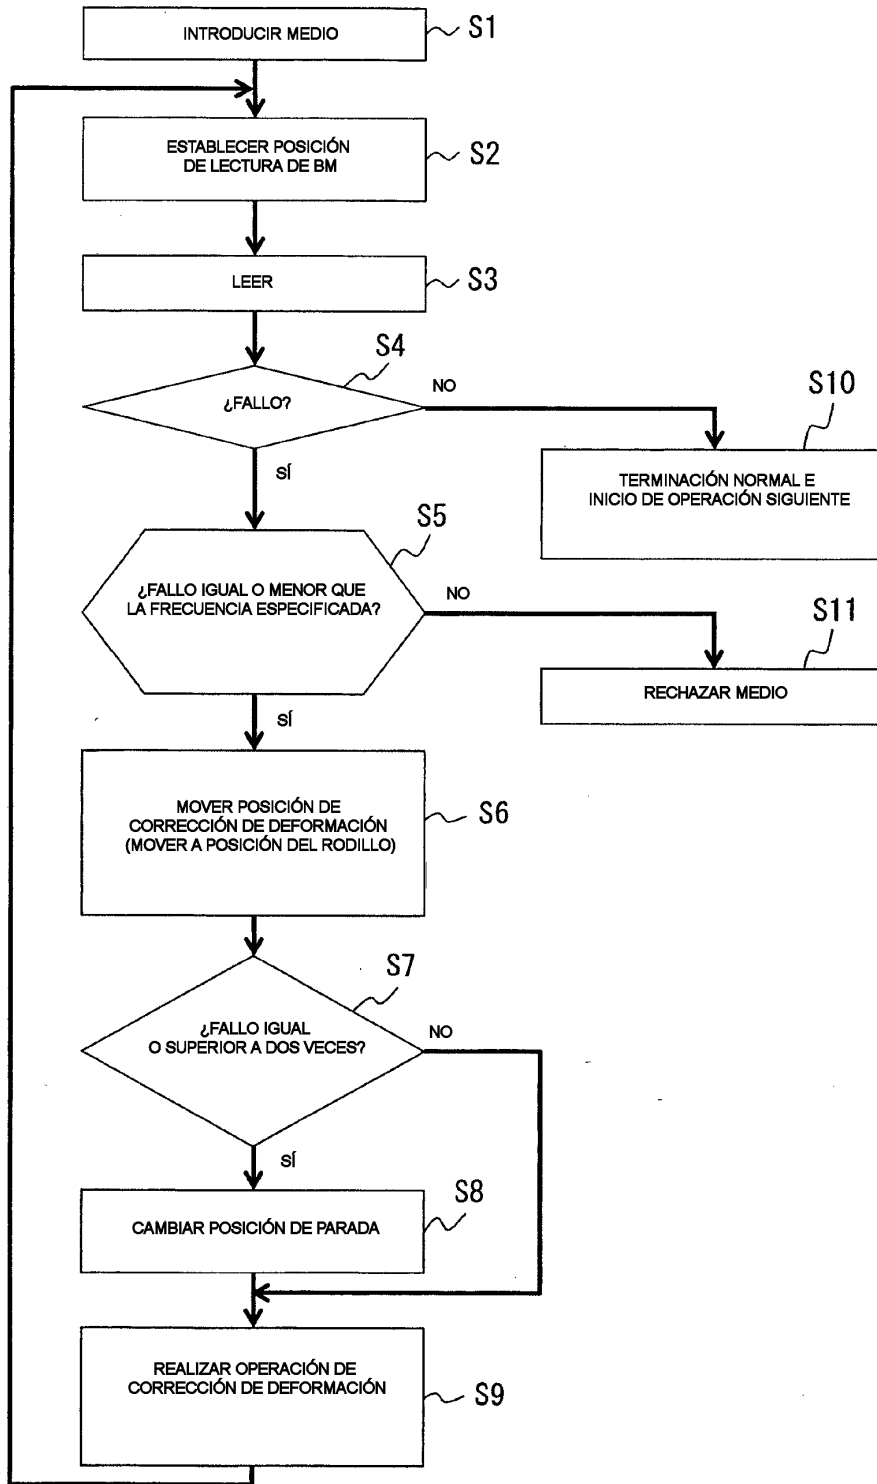 INTRODUCIR MEDIO
S1
ESTABLECER POSICIÓN
DE LECTURA DE BM
S2
LEER
S3
S4
¿FALLO?
NO
SÍ
S10
TERMINACIÓN NORMAL E
INICIO DE OPERACIÓN SIGUIENTE
S5
¿FALLO IGUAL O MENOR QUE
LA FRECUENCIA ESPECIFICADA?
NO
SÍ
S11
RECHAZAR MEDIO
MOVER POSICIÓN DE
CORRECCIÓN DE DEFORMACIÓN
(MOVER A POSICIÓN DEL RODILLO)
S6
S7
¿FALLO IGUAL
O SUPERIOR A DOS VECES?
NO
SÍ
S8
CAMBIAR POSICIÓN DE PARADA
REALIZAR OPERACIÓN DE
CORRECCIÓN DE DEFORMACIÓN
S9